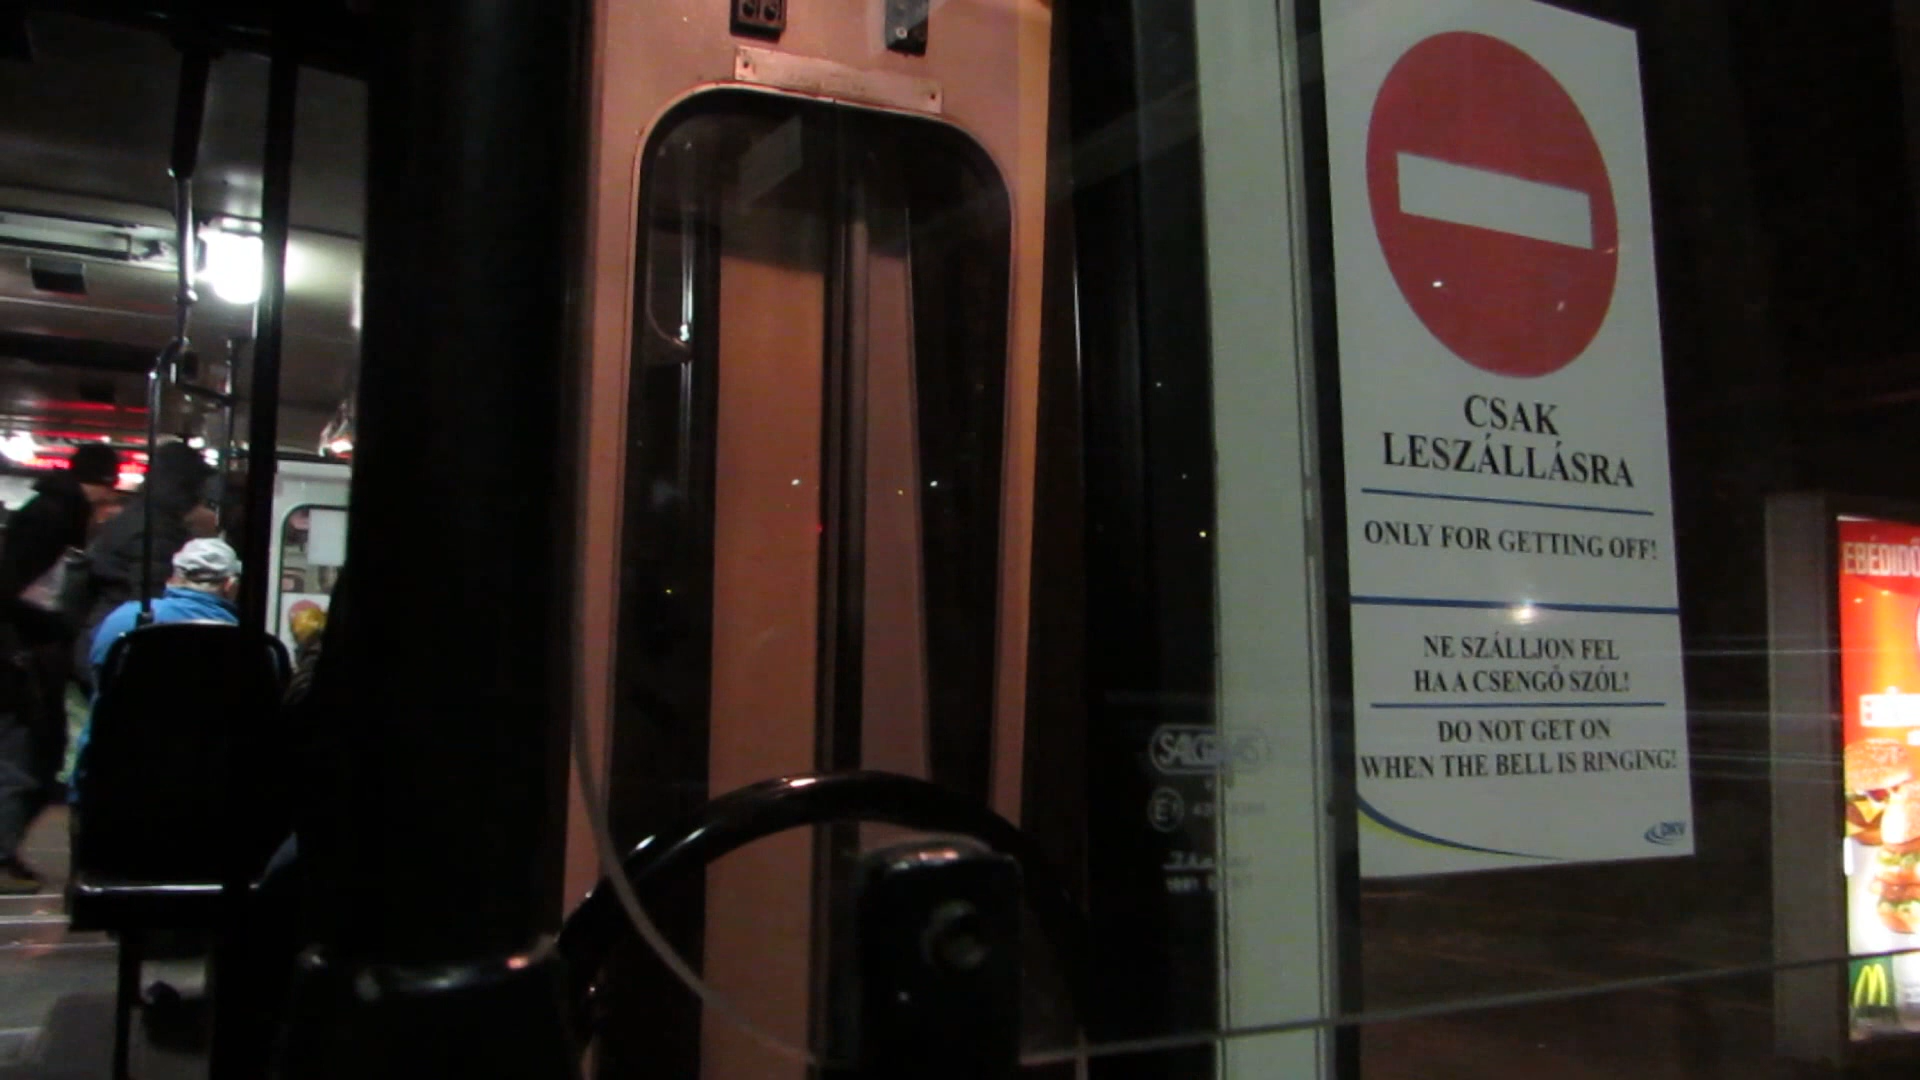 CSAK
LESZÁLLÁSRA
ONLY FOR GETTING OFF!
NE SZÁLLJON FEL
HA A CSENGŐ SZÓL!
DO NOT GET ON
WHEN THE BELL IS RINGING!
DKV
EBÉDIDŐ